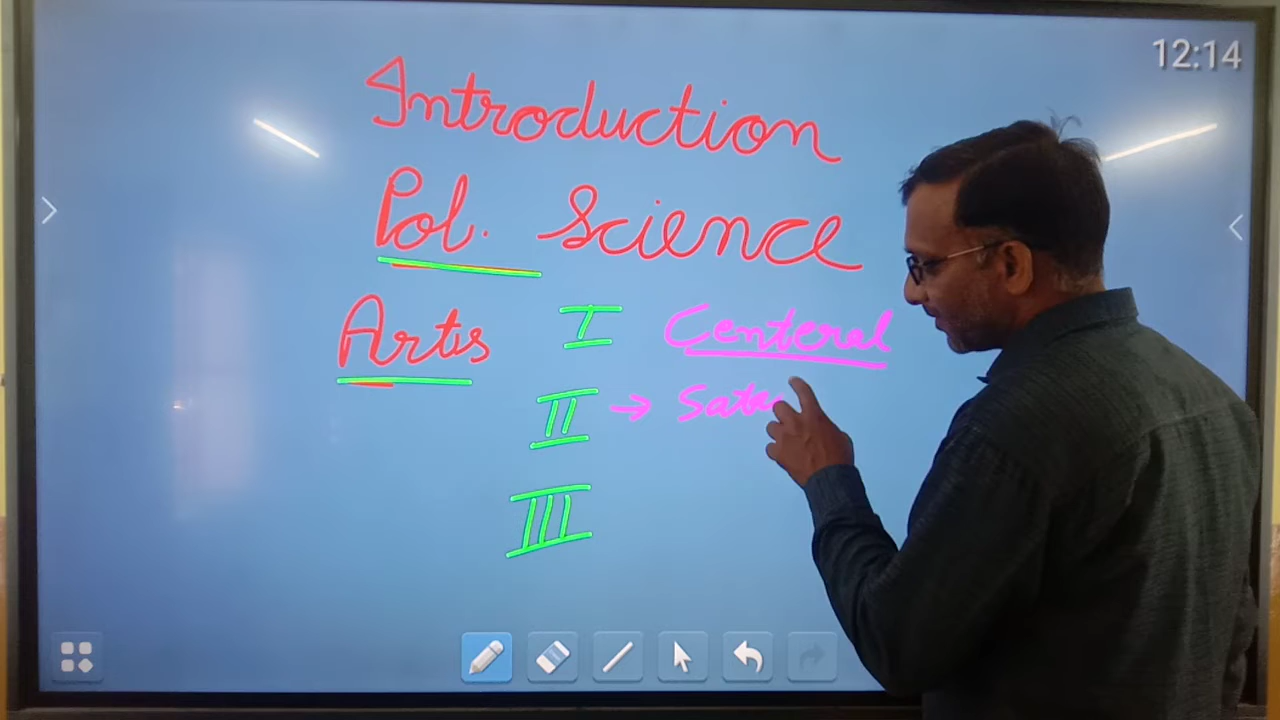 12:14
Introduction
Pol. Science
Arts I Centeral
II →
III